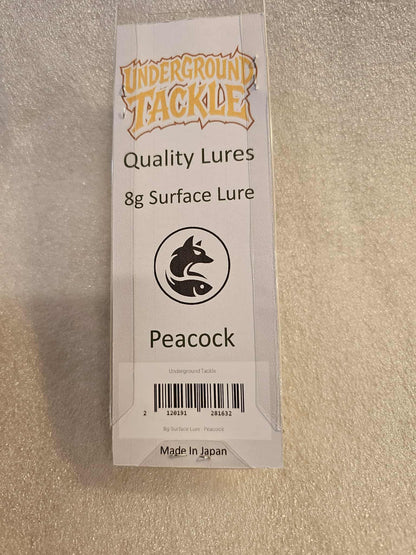 UNDERGROUND
TACKLE
Quality Lures
8g Surface Lure
Peacock
Underground Tackle
2 120191 281632
8g Surface Lure - Peacock
Made In Japan